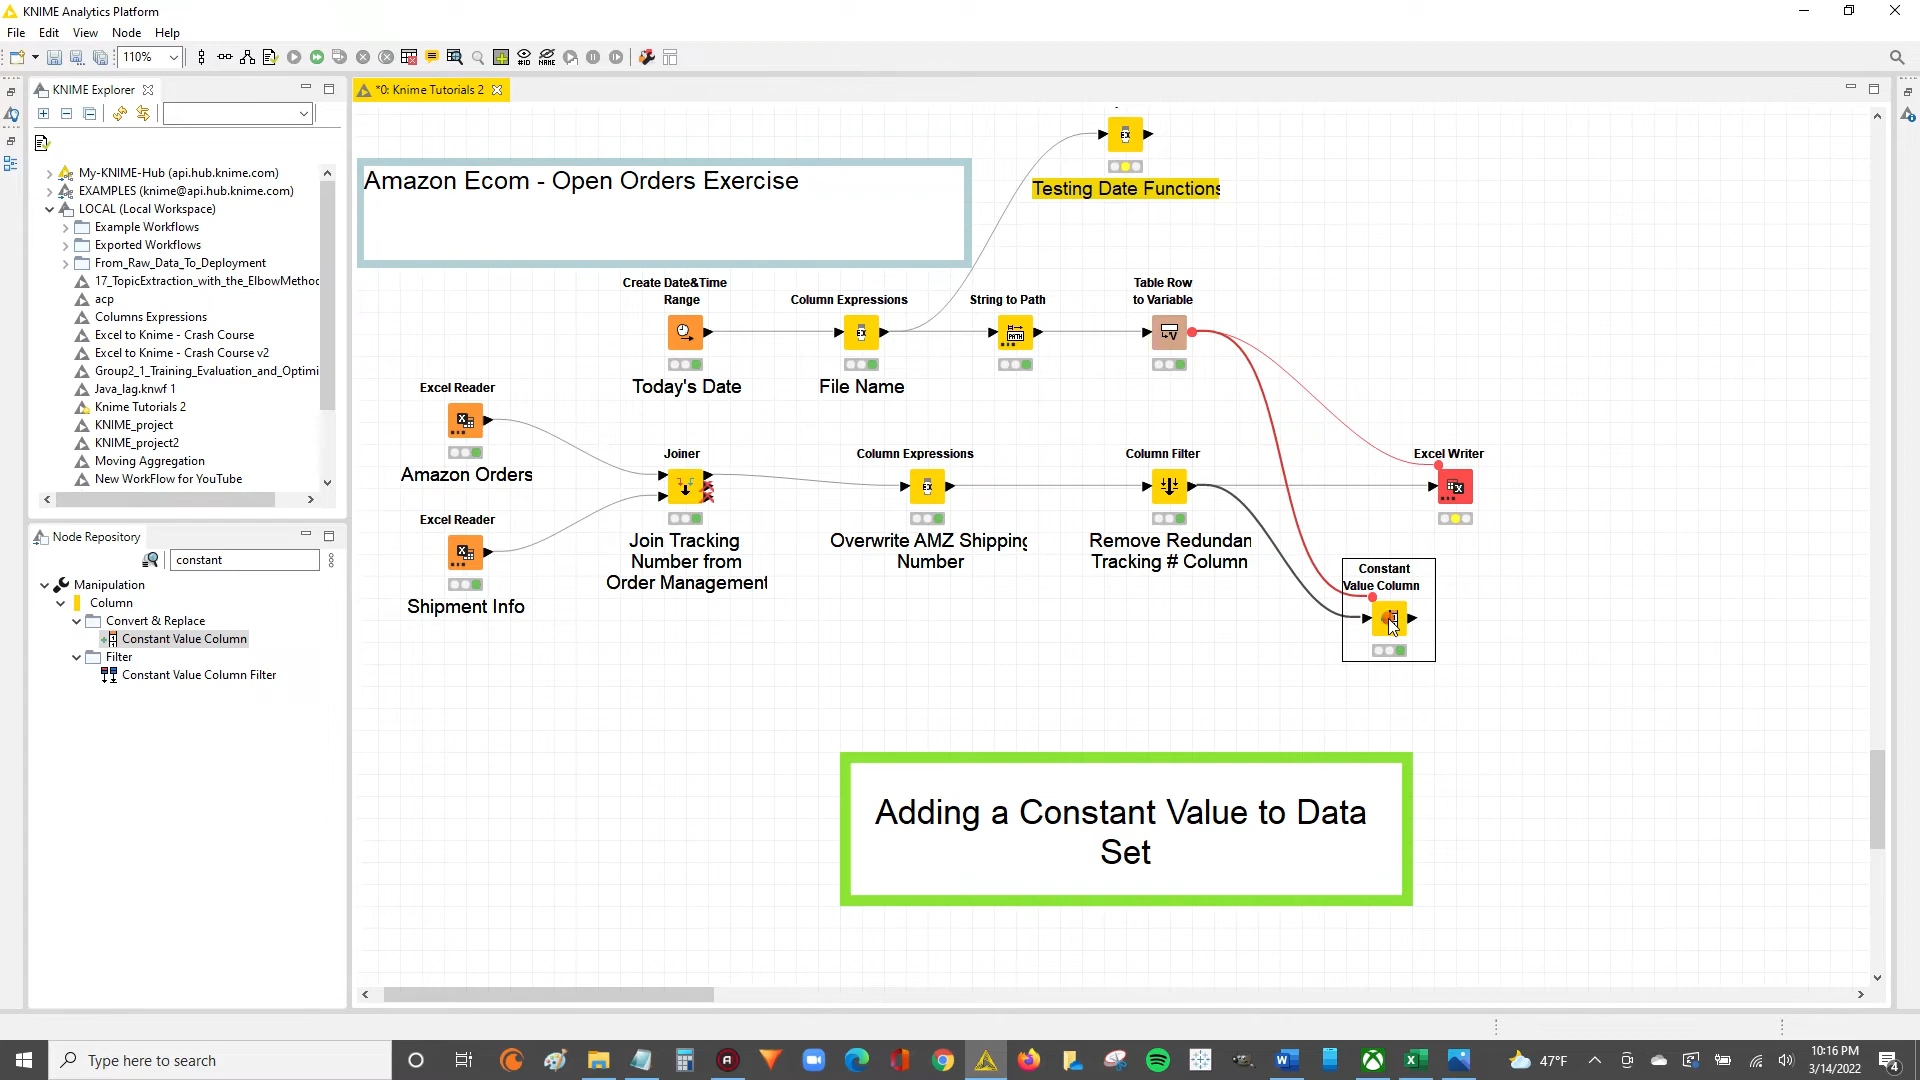 KNIME Analytics Platform
File Edit View Node Help
110%
KNIME Explorer
*0: Knime Tutorials 2
My-KNIME-Hub (api.hub.knime.com)
EXAMPLES (knime@api.hub.knime.com)
LOCAL (Local Workspace)
Example Workflows
Exported Workflows
From_Raw_Data_To_Deployment
17_TopicExtraction_with_the_ElbowMethod
acp
Columns Expressions
Excel to Knime - Crash Course
Excel to Knime - Crash Course v2
Group2_1_Training_Evaluation_and_Optimi
Java_lag.knwf 1
Knime Tutorials 2
KNIME_project
KNIME_project2
Moving Aggregation
New WorkFlow for YouTube
Node Repository
constant
Manipulation
Column
Convert & Replace
Constant Value Column
Filter
Constant Value Column Filter
Amazon Ecom - Open Orders Exercise
Testing Date Functions
Create Date&Time
Range
Today's Date
Column Expressions
File Name
String to Path
PATH
Table Row
to Variable
Excel Reader
Amazon Orders
Excel Reader
Shipment Info
Joiner
Join Tracking
Number from
Order Management
Column Expressions
Overwrite AMZ Shipping
Number
Column Filter
Remove Redundan
Tracking # Column
Excel Writer
Constant
Value Column
Adding a Constant Value to Data
Set
Type here to search
47°F
10:16 PM
3/14/2022
4